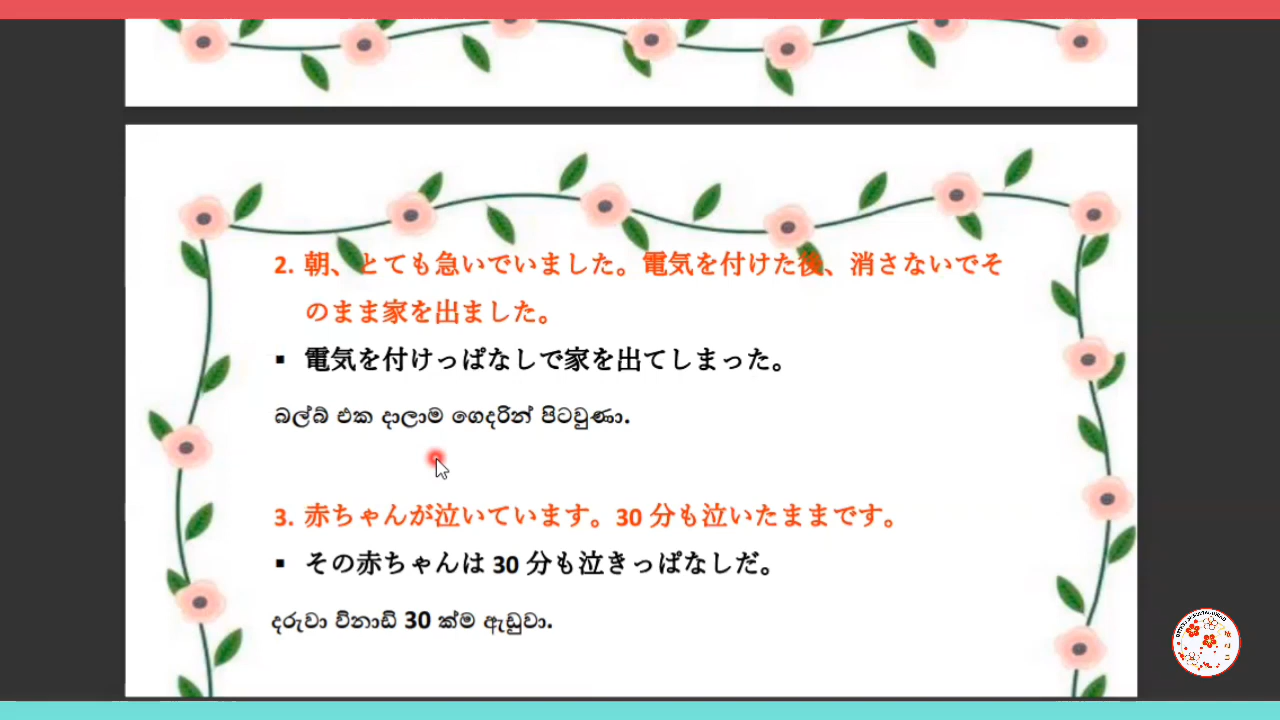 2. 朝、とても急いでいました。電気を付けた後、消さないでそ
のまま家を出ました。
▪ 電気を付けっぱなしで家を出てしまった。
බල්බ් එක දාලාම ගෙදරින් පිටවුණා.
3. 赤ちゃんが泣いています。30 分も泣いたままです。
▪ その赤ちゃんは 30 分も泣きっぱなしだ。
දරුවා විනාඩි 30 ක්ම ඇඩුවා.